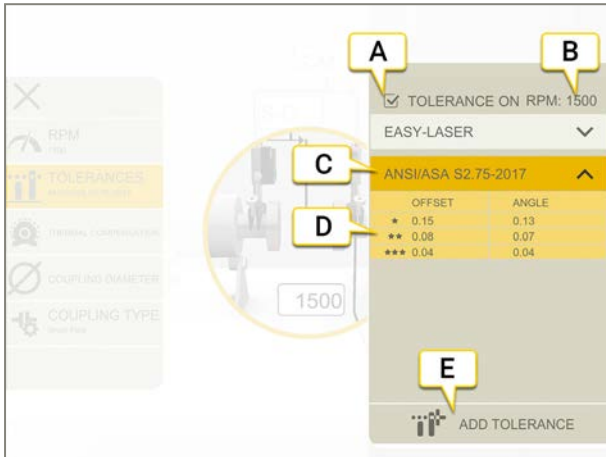 A
B
TOLERANCE ON RPM: 1500
EASY-LASER
C
ANSI/ASA S2.75-2017
OFFSET ANGLE
D
★ 0.15 0.13
★★ 0.08 0.07
★★★ 0.04 0.04
E
ADD TOLERANCE
RPM
TOLERANCES
THERMAL COMPENSATION
COUPLING DIAMETER
COUPLING TYPE
1500